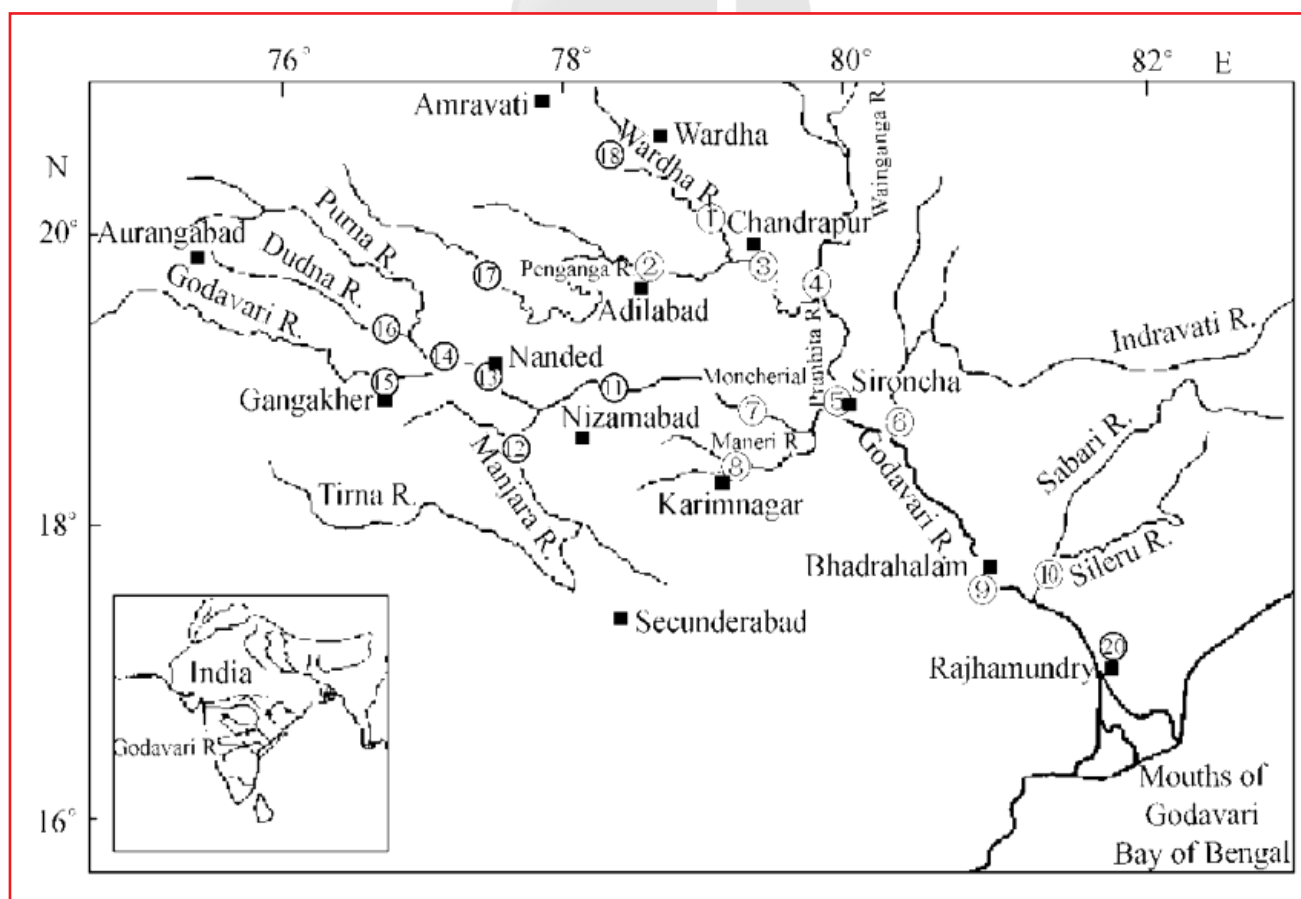 76° 78° 80° 82° E
Amravati
Wardha
Wainganga R.
⑱
Wardha R.
N
Purna R.
①
Chandrapur
20°
Aurangabad
Dudna R.
⑰
Penganga R.
②
③
④
Adilabad
Godavari R.
Indravati R.
⑯
Pranhita R.
⑭
Nanded
⑬
Moncherial
Sironcha
⑮
⑪
Gangakher
Nizamabad
⑦
⑤
⑥
Sabari R.
⑫
Maneri R.
⑧
Manjara R.
Karimnagar
Godavari R.
Tirna R.
18°
Sileru R.
Bhadrahalam
⑩
⑨
Secunderabad
⑳
India
Rajhamundry
Godavari R.
Mouths of
Godavari
Bay of Bengal
16°